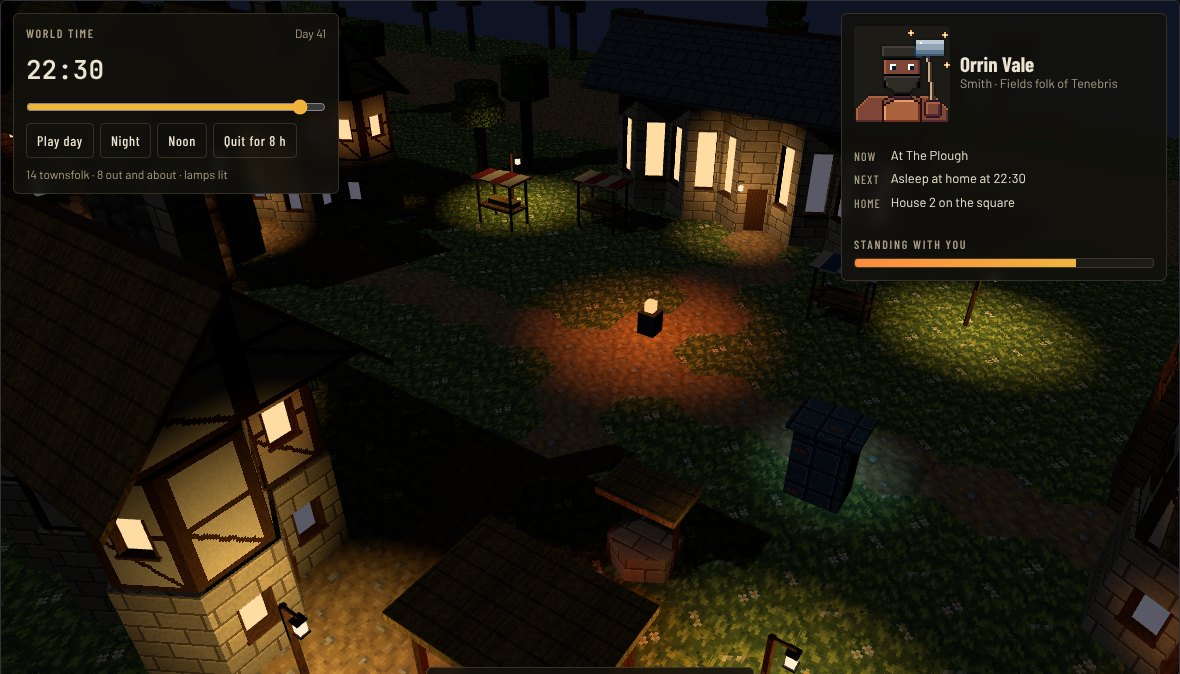 WORLD TIME
Day 41
22:30
Play day
Night
Noon
Quit for 8 h
14 townsfolk · 8 out and about · lamps lit
Orrin Vale
Smith · Fields folk of Tenebris
NOW At The Plough
NEXT Asleep at home at 22:30
HOME House 2 on the square
STANDING WITH YOU